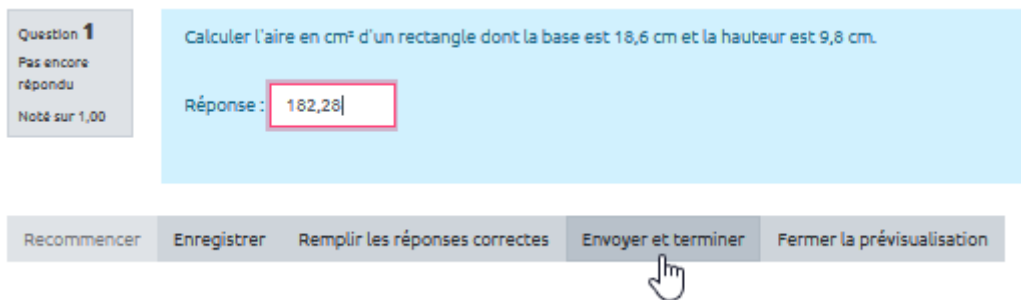 Question 1
Pas encore
répondu
Noté sur 1,00
Calculer l'aire en cm² d'un rectangle dont la base est 18,6 cm et la hauteur est 9,8 cm.
Réponse : 182,28
Recommencer Enregistrer Remplir les réponses correctes Envoyer et terminer Fermer la prévisualisation